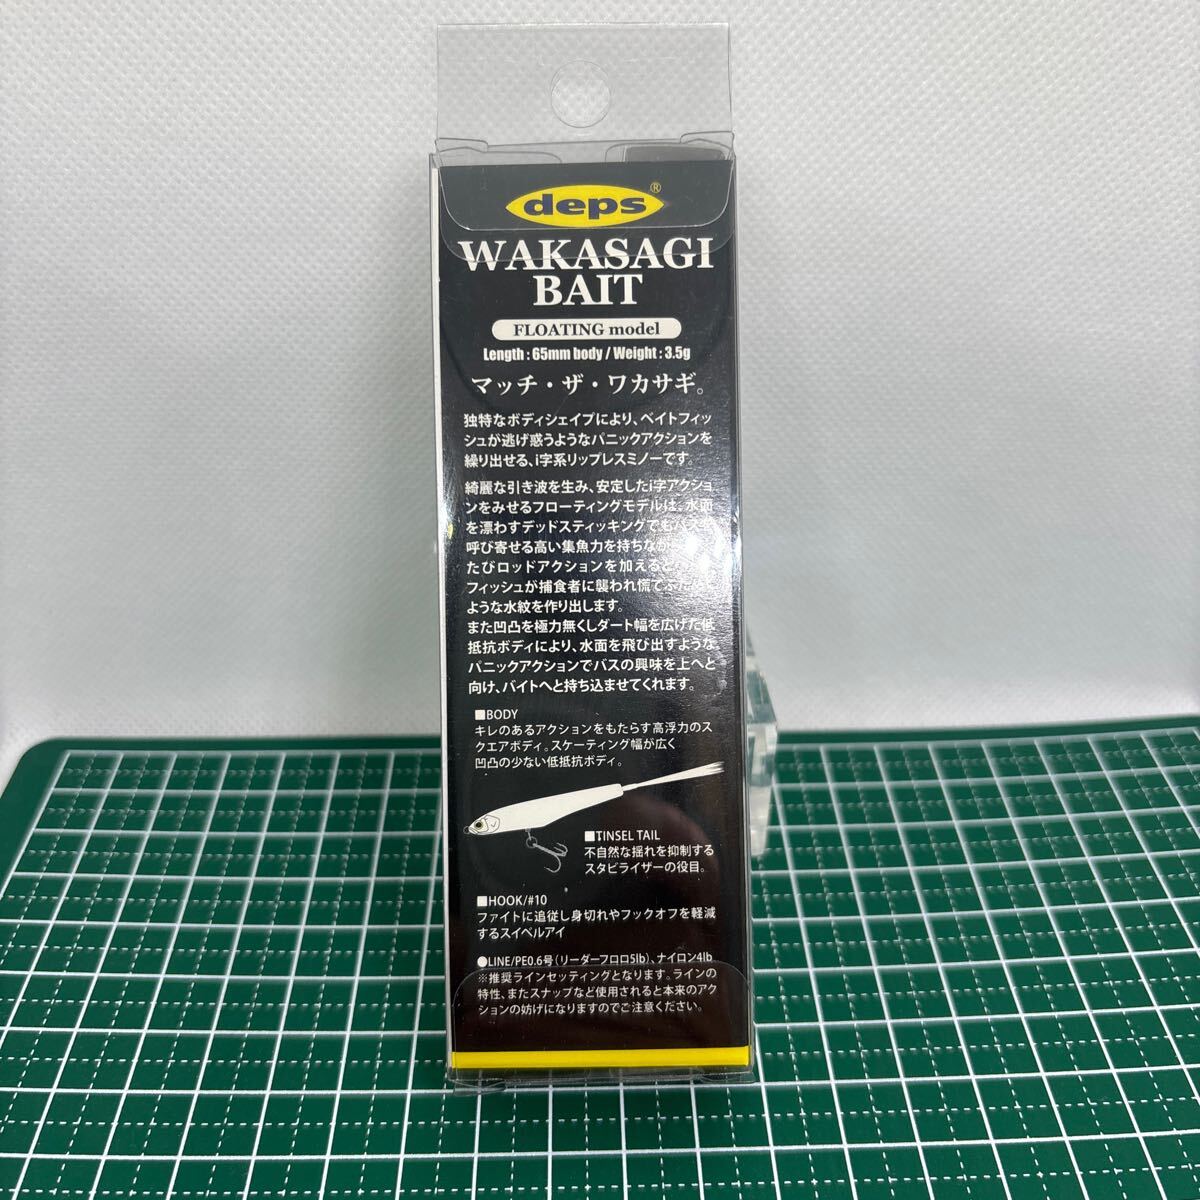 deps®
WAKASAGI
BAIT
FLOATING model
Length : 65mm body / Weight : 3.5g
マッチ・ザ・ワカサギ。
独特なボディシェイプにより、ベイトフィッ
シュが逃げ惑うようなパニックアクションを
繰り出せる、i字系リップレスミノーです。
綺麗な引き波を生み、安定したi字アクショ
ンをみせるフローティングモデルは、水面
を漂わすデッドスティッキングでもバス
呼び寄せる高い集魚力を持ちな
たびロッドアクションを加えると
フィッシュが捕食者に襲われ慌て
ような水紋を作り出します。
また凹凸を極力無くしダート幅を広げた低
抵抗ボディにより、水面を飛び出すような
パニックアクションでバスの興味を上へと
向け、バイトへと持ち込ませてくれます。
■BODY
キレのあるアクションをもたらす高浮力のス
クエアボディ。スケーティング幅が広く
凹凸の少ない低抵抗ボディ。
■TINSEL TAIL
不自然な揺れを抑制する
スタビライザーの役目。
■HOOK/#10
ファイトに追従し身切れやフックオフを軽減
するスイベルアイ
●LINE/PE0.6号(リーダーフロロ5lb)、ナイロン4lb
※推奨ラインセッティングとなります。ラインの
特性、またスナップなど使用されると本来のアク
ションの妨げになりますのでご注意ください。